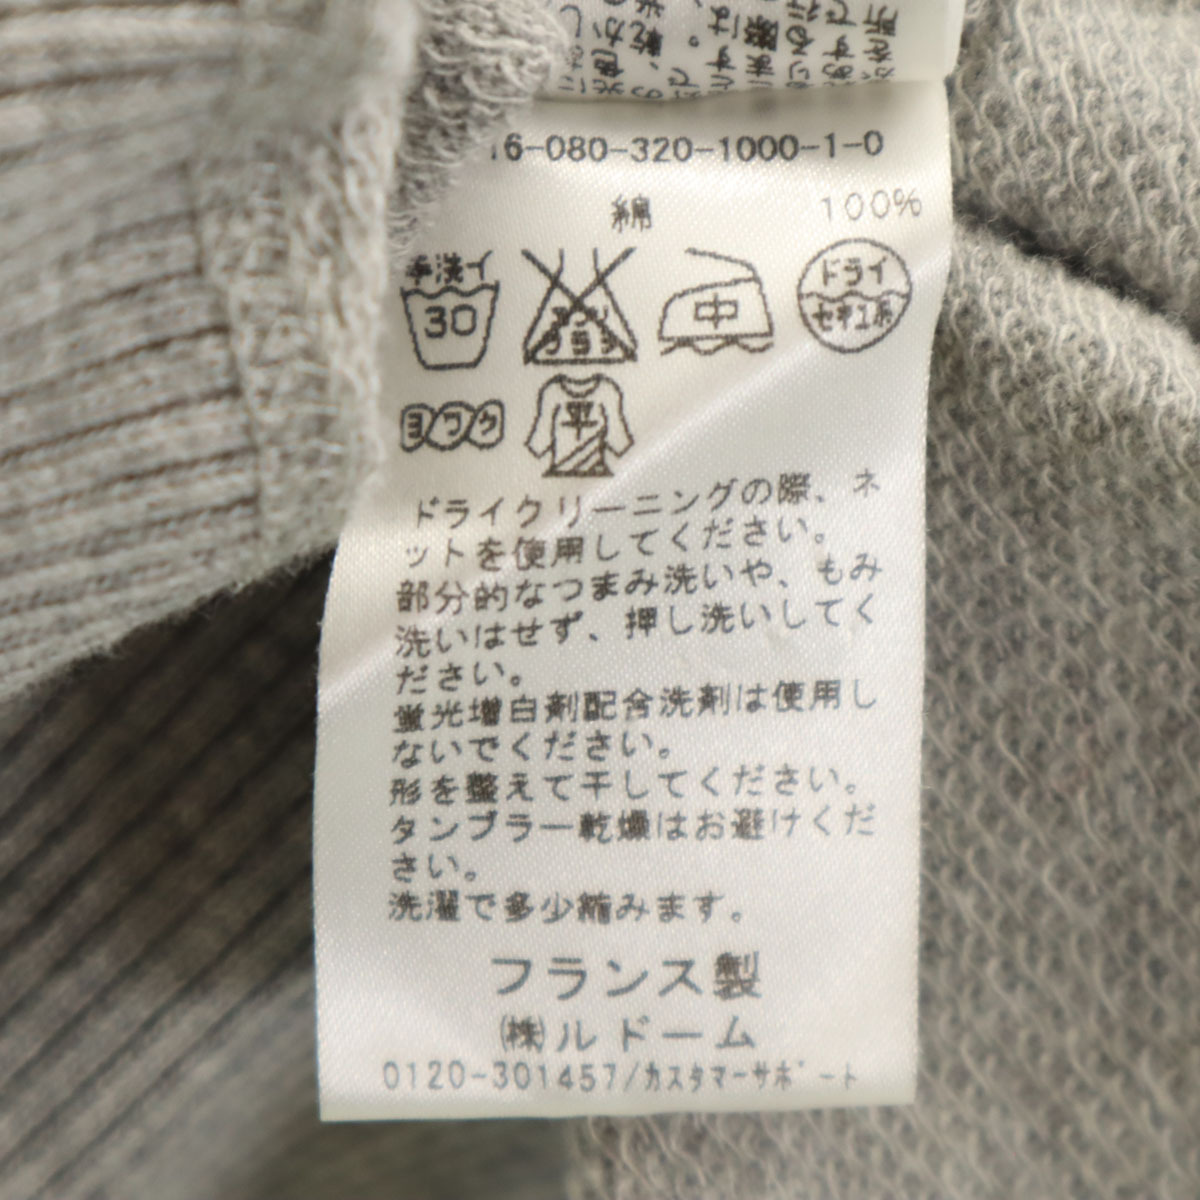 16-080-320-1000-1-0
綿 100%
手洗イ
30
中
ドライ
セキユ系
ヨワク
平
ドライクリーニングの際、ネ
ットを使用してください。
部分的なつまみ洗いや、もみ
洗いはせず、押し洗いしてく
ださい。
蛍光増白剤配合洗剤は使用し
ないでください。
形を整えて干してください。
タンブラー乾燥はお避けくだ
さい。
洗濯で多少縮みます。
フランス製
(株)ルドーム
0120-301457/カスタマーサポート